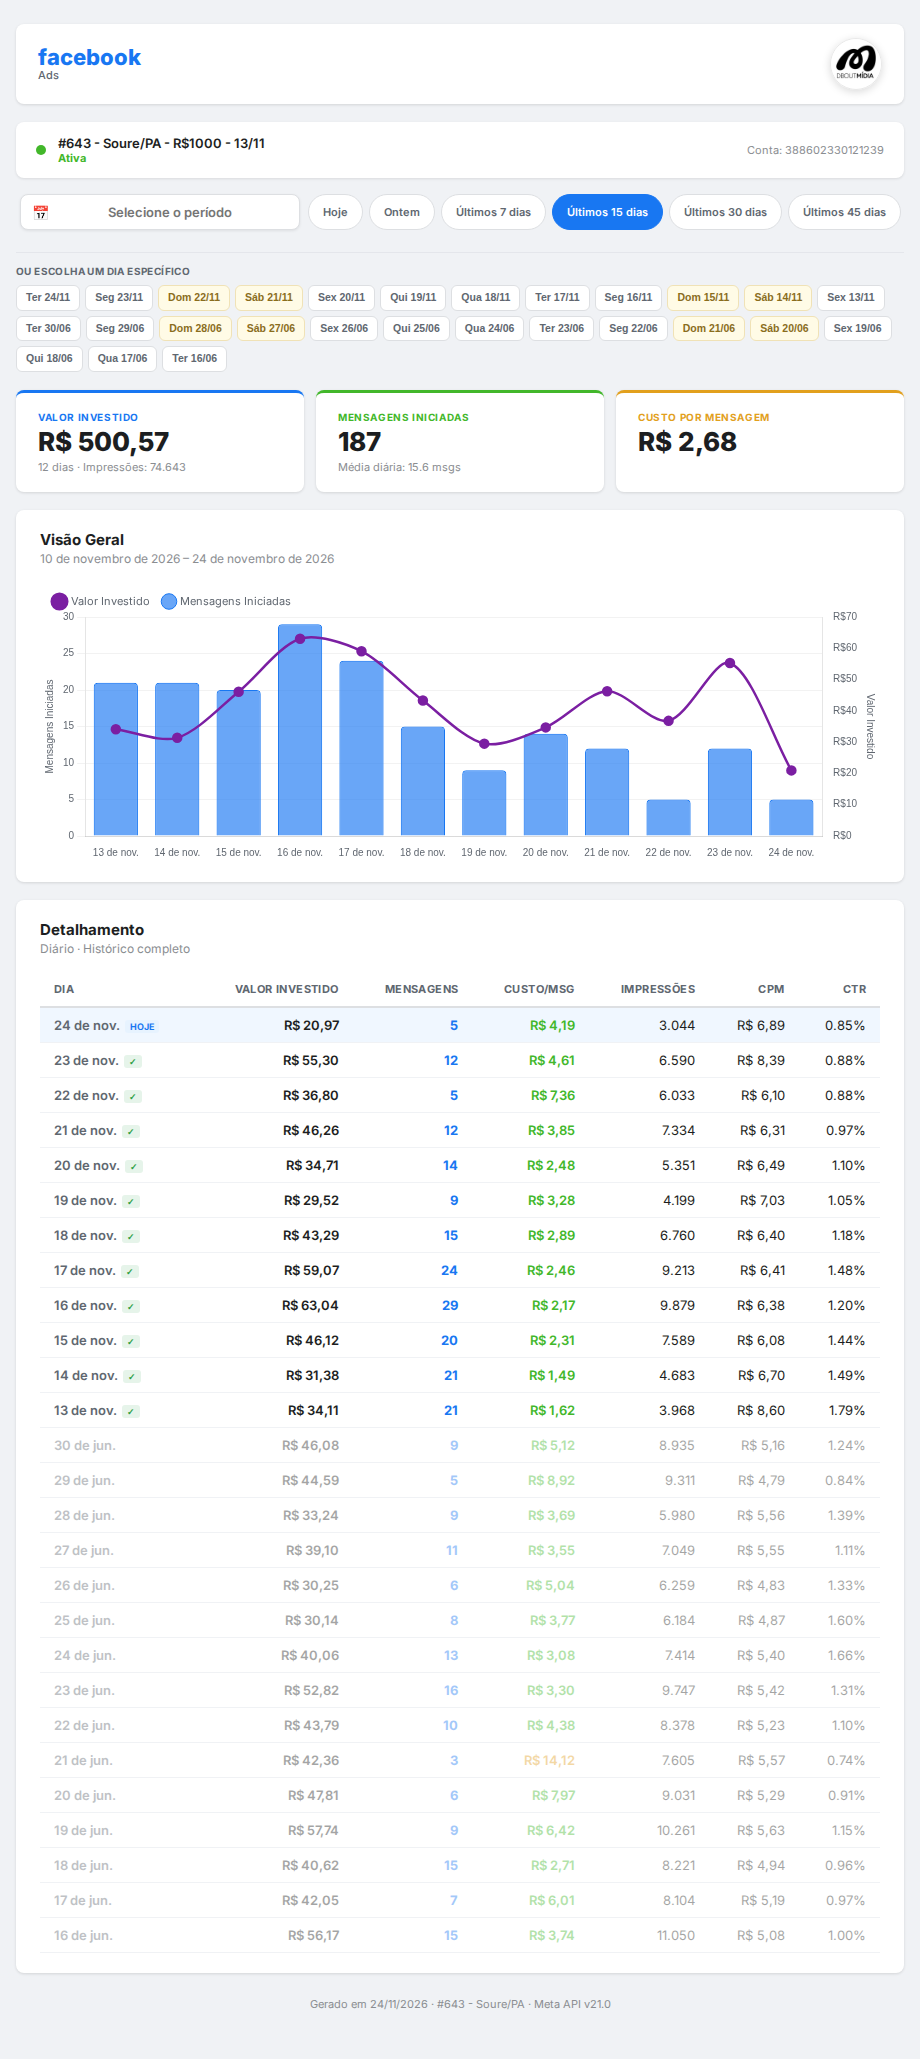 facebook
Ads
DBOUTMÍDIA
#643 - Soure/PA - R$1000 - 13/11
Ativa
Conta: 388602330121239
Selecione o período
Hoje
Ontem
Últimos 7 dias
Últimos 15 dias
Últimos 30 dias
Últimos 45 dias
OU ESCOLHA UM DIA ESPECÍFICO
Ter 24/11 Seg 23/11 Dom 22/11 Sáb 21/11 Sex 20/11 Qui 19/11 Qua 18/11 Ter 17/11 Seg 16/11 Dom 15/11 Sáb 14/11 Sex 13/11
Ter 30/06 Seg 29/06 Dom 28/06 Sáb 27/06 Sex 26/06 Qui 25/06 Qua 24/06 Ter 23/06 Seg 22/06 Dom 21/06 Sáb 20/06 Sex 19/06
Qui 18/06 Qua 17/06 Ter 16/06
VALOR INVESTIDO
R$ 500,57
12 dias · Impressões: 74.643
MENSAGENS INICIADAS
187
Média diária: 15.6 msgs
CUSTO POR MENSAGEM
R$ 2,68
Visão Geral
10 de novembro de 2026 – 24 de novembro de 2026
Valor Investido
Mensagens Iniciadas
30
25
20
15
10
5
0
Mensagens Iniciadas
R$70
R$60
R$50
R$40
R$30
R$20
R$10
R$0
Valor Investido
13 de nov. 14 de nov. 15 de nov. 16 de nov. 17 de nov. 18 de nov. 19 de nov. 20 de nov. 21 de nov. 22 de nov. 23 de nov. 24 de nov.
Detalhamento
Diário · Histórico completo
DIA VALOR INVESTIDO MENSAGENS CUSTO/MSG IMPRESSÕES CPM CTR
24 de nov. HOJE R$ 20,97 5 R$ 4,19 3.044 R$ 6,89 0.85%
23 de nov. ✓ R$ 55,30 12 R$ 4,61 6.590 R$ 8,39 0.88%
22 de nov. ✓ R$ 36,80 5 R$ 7,36 6.033 R$ 6,10 0.88%
21 de nov. ✓ R$ 46,26 12 R$ 3,85 7.334 R$ 6,31 0.97%
20 de nov. ✓ R$ 34,71 14 R$ 2,48 5.351 R$ 6,49 1.10%
19 de nov. ✓ R$ 29,52 9 R$ 3,28 4.199 R$ 7,03 1.05%
18 de nov. ✓ R$ 43,29 15 R$ 2,89 6.760 R$ 6,40 1.18%
17 de nov. ✓ R$ 59,07 24 R$ 2,46 9.213 R$ 6,41 1.48%
16 de nov. ✓ R$ 63,04 29 R$ 2,17 9.879 R$ 6,38 1.20%
15 de nov. ✓ R$ 46,12 20 R$ 2,31 7.589 R$ 6,08 1.44%
14 de nov. ✓ R$ 31,38 21 R$ 1,49 4.683 R$ 6,70 1.49%
13 de nov. ✓ R$ 34,11 21 R$ 1,62 3.968 R$ 8,60 1.79%
30 de jun. R$ 46,08 9 R$ 5,12 8.935 R$ 5,16 1.24%
29 de jun. R$ 44,59 5 R$ 8,92 9.311 R$ 4,79 0.84%
28 de jun. R$ 33,24 9 R$ 3,69 5.980 R$ 5,56 1.39%
27 de jun. R$ 39,10 11 R$ 3,55 7.049 R$ 5,55 1.11%
26 de jun. R$ 30,25 6 R$ 5,04 6.259 R$ 4,83 1.33%
25 de jun. R$ 30,14 8 R$ 3,77 6.184 R$ 4,87 1.60%
24 de jun. R$ 40,06 13 R$ 3,08 7.414 R$ 5,40 1.66%
23 de jun. R$ 52,82 16 R$ 3,30 9.747 R$ 5,42 1.31%
22 de jun. R$ 43,79 10 R$ 4,38 8.378 R$ 5,23 1.10%
21 de jun. R$ 42,36 3 R$ 14,12 7.605 R$ 5,57 0.74%
20 de jun. R$ 47,81 6 R$ 7,97 9.031 R$ 5,29 0.91%
19 de jun. R$ 57,74 9 R$ 6,42 10.261 R$ 5,63 1.15%
18 de jun. R$ 40,62 15 R$ 2,71 8.221 R$ 4,94 0.96%
17 de jun. R$ 42,05 7 R$ 6,01 8.104 R$ 5,19 0.97%
16 de jun. R$ 56,17 15 R$ 3,74 11.050 R$ 5,08 1.00%
Gerado em 24/11/2026 · #643 - Soure/PA · Meta API v21.0